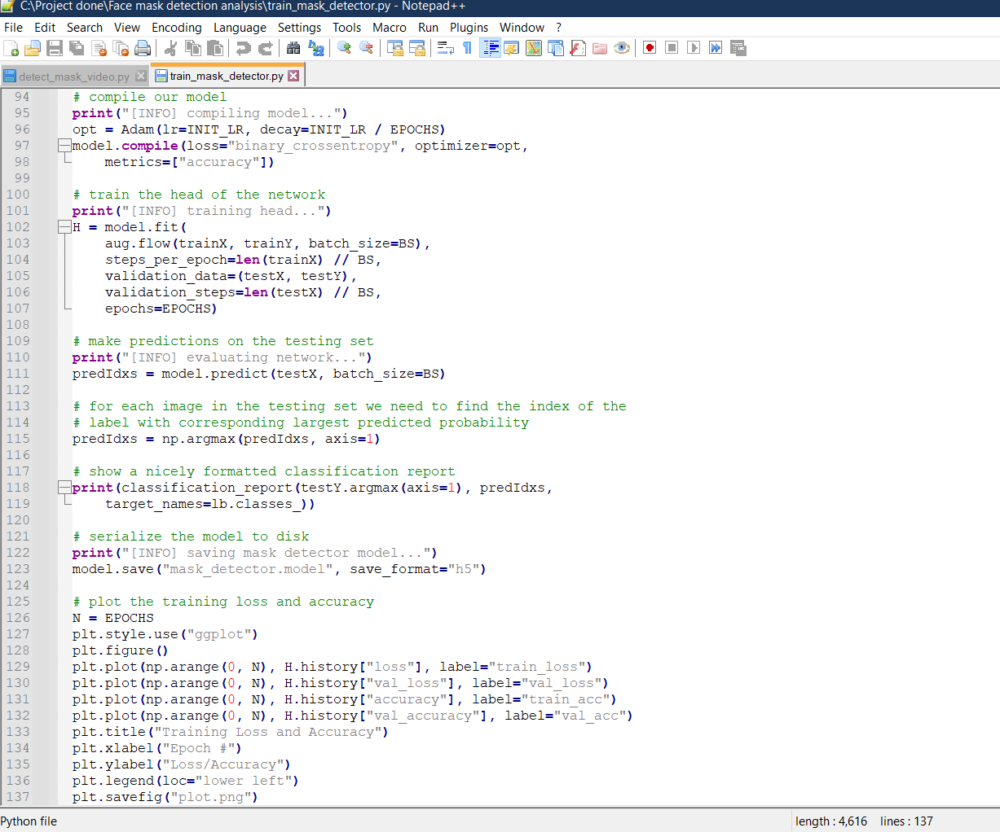 C:\Project done\Face mask detection analysis\train_mask_detector.py - Notepad++
File Edit Search View Encoding Language Settings Tools Macro Run Plugins Window ?
detect_mask_video.py train_mask_detector.py
94 # compile our model
95 print("[INFO] compiling model...")
96 opt = Adam(lr=INIT_LR, decay=INIT_LR / EPOCHS)
97 model.compile(loss="binary_crossentropy", optimizer=opt,
98 metrics=["accuracy"])
99
100 # train the head of the network
101 print("[INFO] training head...")
102 H = model.fit(
103 aug.flow(trainX, trainY, batch_size=BS),
104 steps_per_epoch=len(trainX) // BS,
105 validation_data=(testX, testY),
106 validation_steps=len(testX) // BS,
107 epochs=EPOCHS)
108
109 # make predictions on the testing set
110 print("[INFO] evaluating network...")
111 predIdxs = model.predict(testX, batch_size=BS)
112
113 # for each image in the testing set we need to find the index of the
114 # label with corresponding largest predicted probability
115 predIdxs = np.argmax(predIdxs, axis=1)
116
117 # show a nicely formatted classification report
118 print(classification_report(testY.argmax(axis=1), predIdxs,
119 target_names=lb.classes_))
120
121 # serialize the model to disk
122 print("[INFO] saving mask detector model...")
123 model.save("mask_detector.model", save_format="h5")
124
125 # plot the training loss and accuracy
126 N = EPOCHS
127 plt.style.use("ggplot")
128 plt.figure()
129 plt.plot(np.arange(0, N), H.history["loss"], label="train_loss")
130 plt.plot(np.arange(0, N), H.history["val_loss"], label="val_loss")
131 plt.plot(np.arange(0, N), H.history["accuracy"], label="train_acc")
132 plt.plot(np.arange(0, N), H.history["val_accuracy"], label="val_acc")
133 plt.title("Training Loss and Accuracy")
134 plt.xlabel("Epoch #")
135 plt.ylabel("Loss/Accuracy")
136 plt.legend(loc="lower left")
137 plt.savefig("plot.png")
Python file length : 4,616 lines : 137